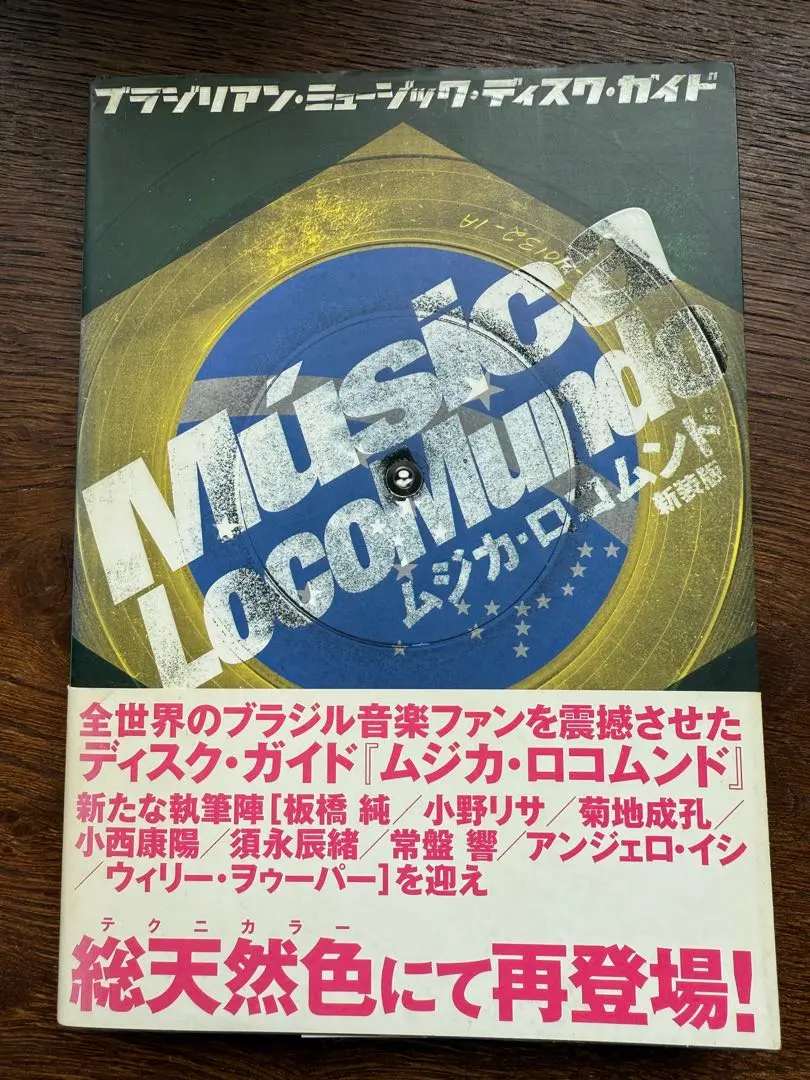 ブラジリアン・ミュージック・ディスク・ガイド
Música
LocoMundo
ムジカ・ロコムンド
新装版
全世界のブラジル音楽ファンを震撼させた
ディスク・ガイド『ムジカ・ロコムンド』
新たな執筆陣[板橋 純／小野リサ／菊地成孔／
小西康陽／須永辰緒／常盤 響／アンジェロ・イシ
／ウィリー・ヲゥーパー]を迎え
テクニカラー
総天然色にて再登場!